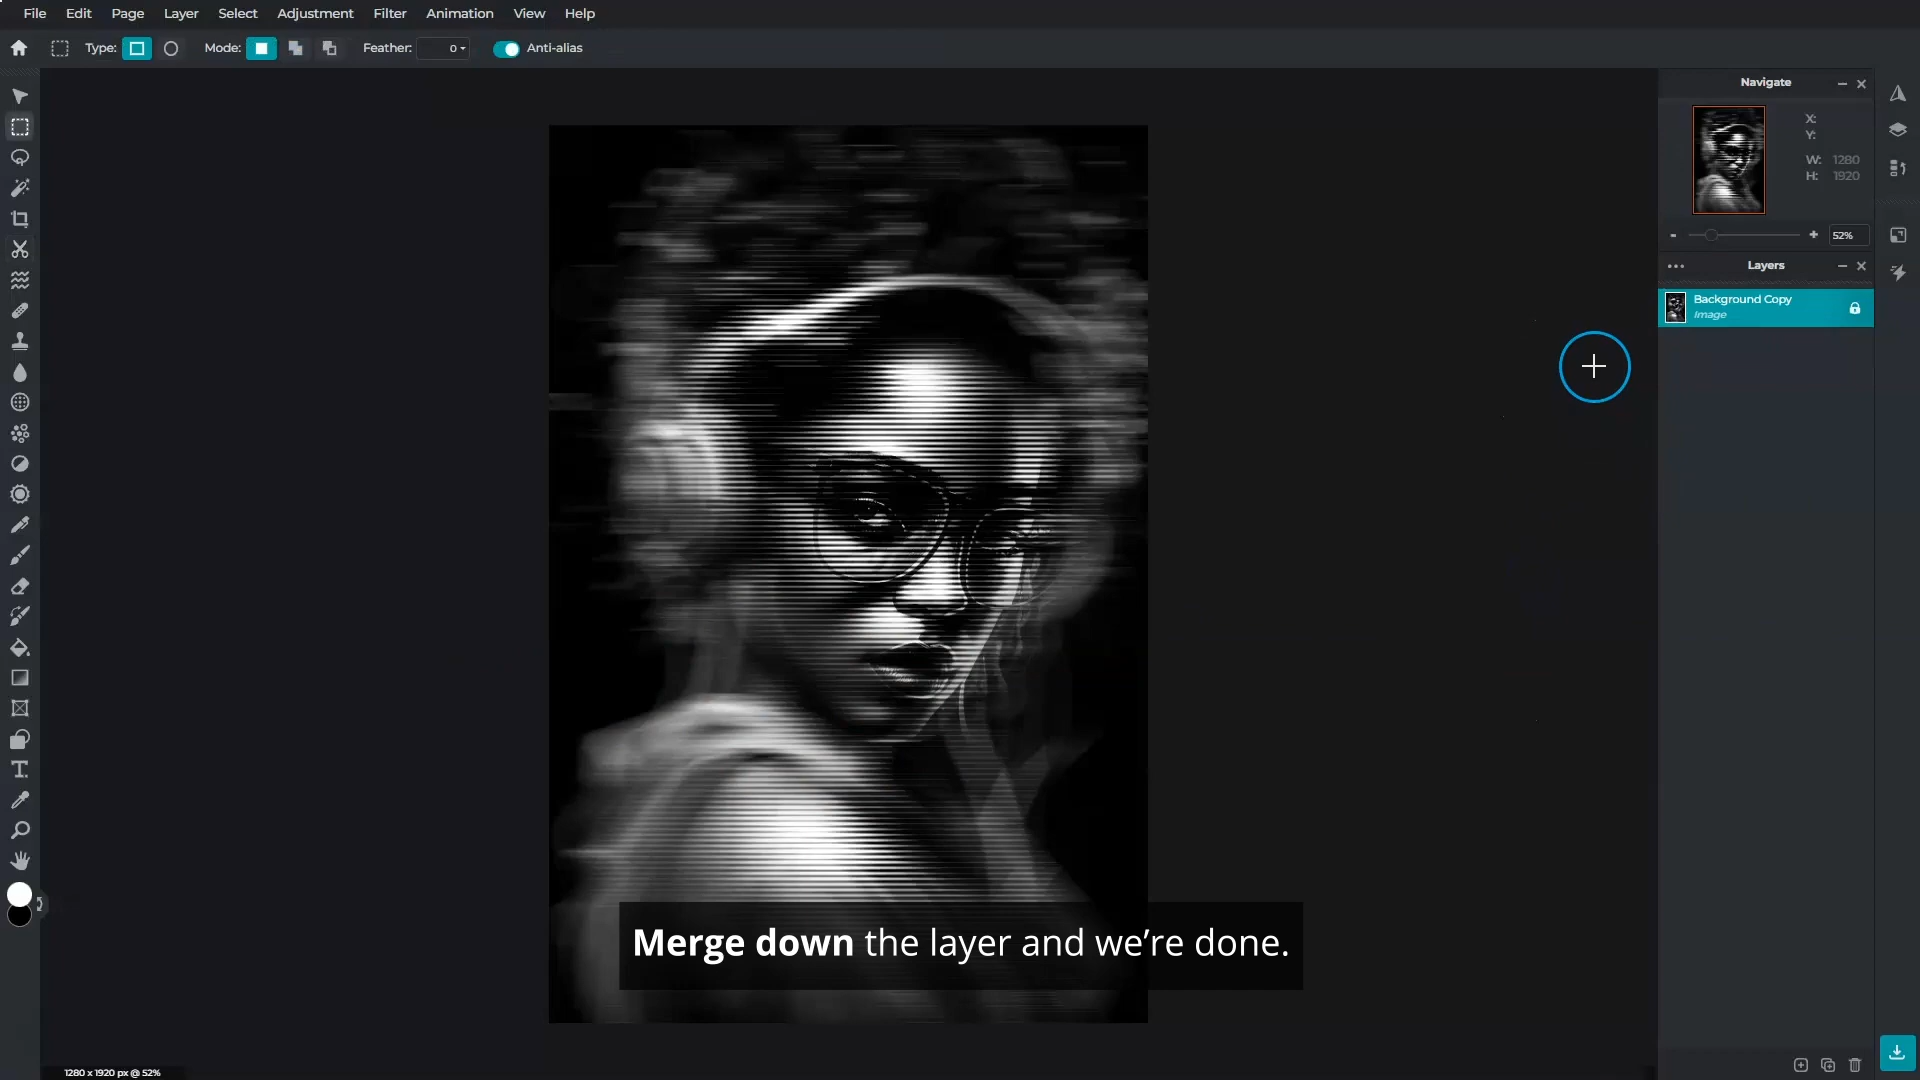 File Edit Page Layer Select Adjustment Filter Animation View Help
Type: Mode: Feather: 0 Anti-alias
Navigate
X:
Y:
W: 1280
H: 1920
- + 52%
Layers
Background Copy
Image
Merge down the layer and we’re done.
1280 x 1920 px @ 52%